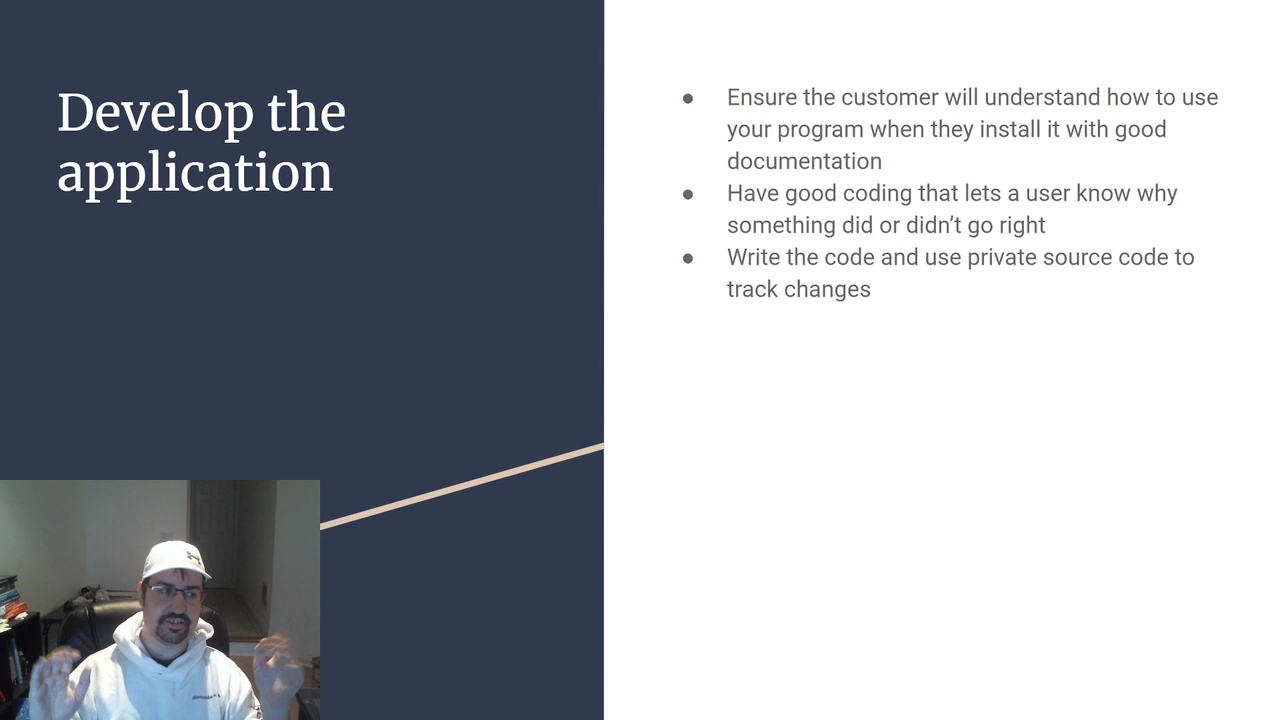 Develop the
application
● Ensure the customer will understand how to use
your program when they install it with good
documentation
● Have good coding that lets a user know why
something did or didn’t go right
● Write the code and use private source code to
track changes